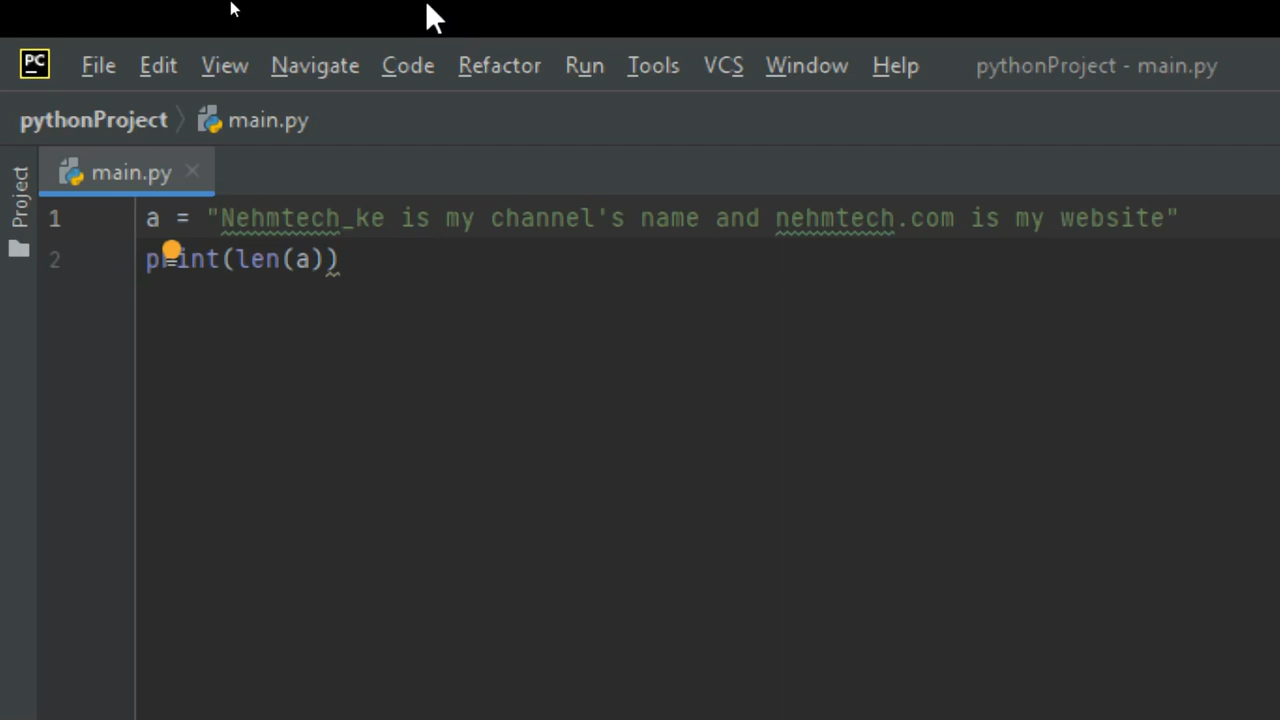 PC File Edit View Navigate Code Refactor Run Tools VCS Window Help pythonProject - main.py
pythonProject main.py
Project
main.py
1 a = "Nehmtech_ke is my channel's name and nehmtech.com is my website"
2 print(len(a))